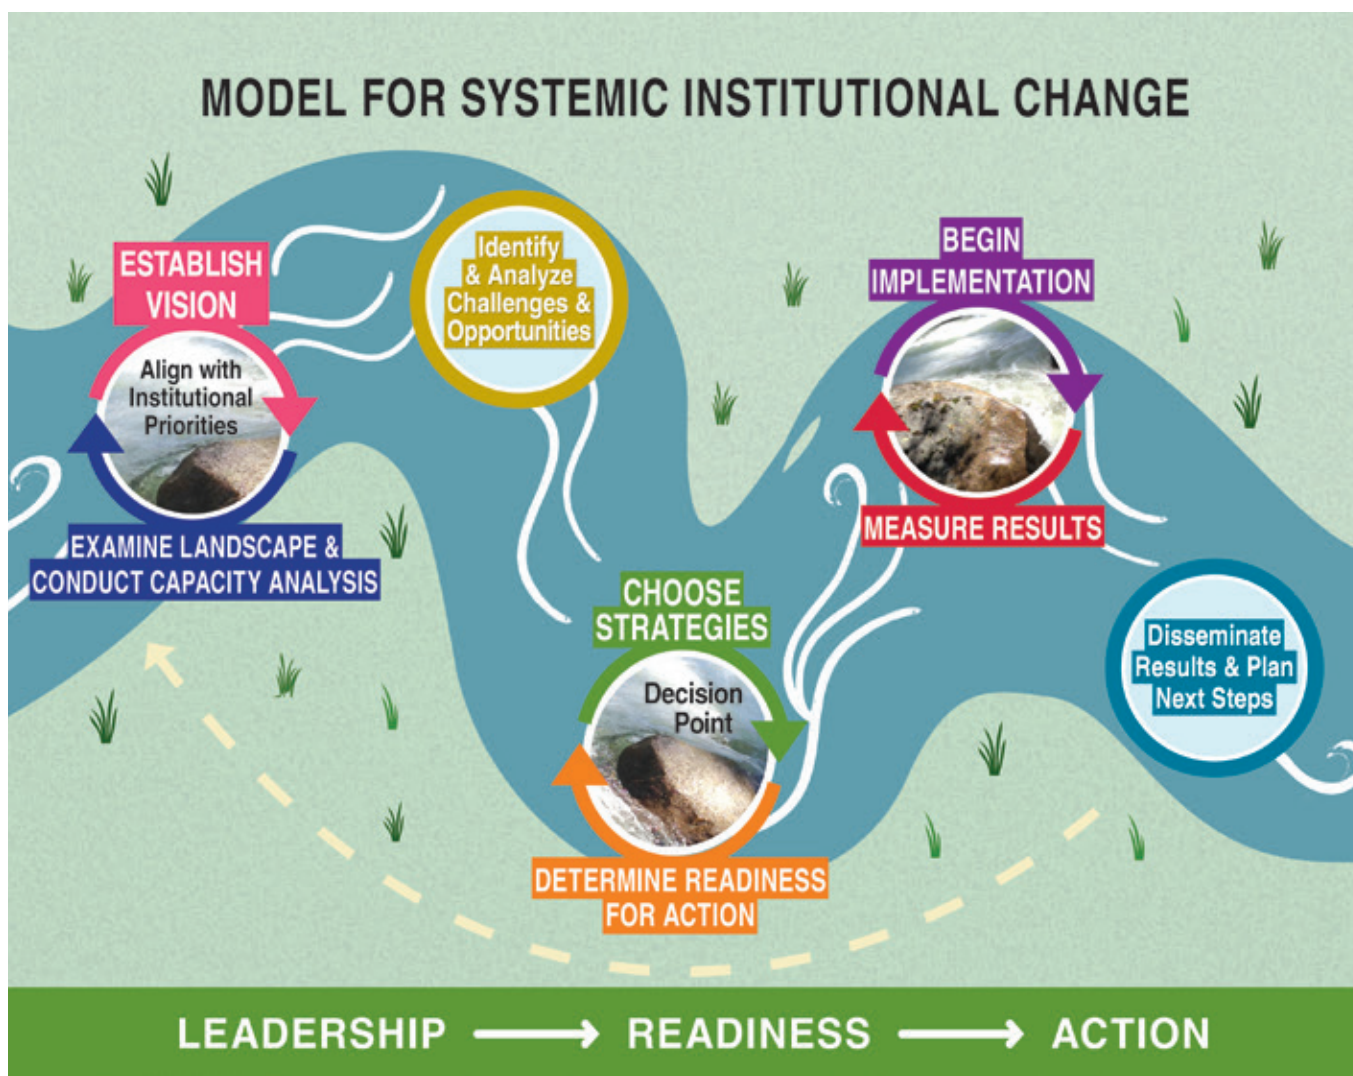 MODEL FOR SYSTEMIC INSTITUTIONAL CHANGE
ESTABLISH
VISION
Align with
Institutional
Priorities
EXAMINE LANDSCAPE &
CONDUCT CAPACITY ANALYSIS
Identify
& Analyze
Challenges &
Opportunities
CHOOSE
STRATEGIES
Decision
Point
DETERMINE READINESS
FOR ACTION
BEGIN
IMPLEMENTATION
MEASURE RESULTS
Disseminate
Results & Plan
Next Steps
LEADERSHIP → READINESS → ACTION